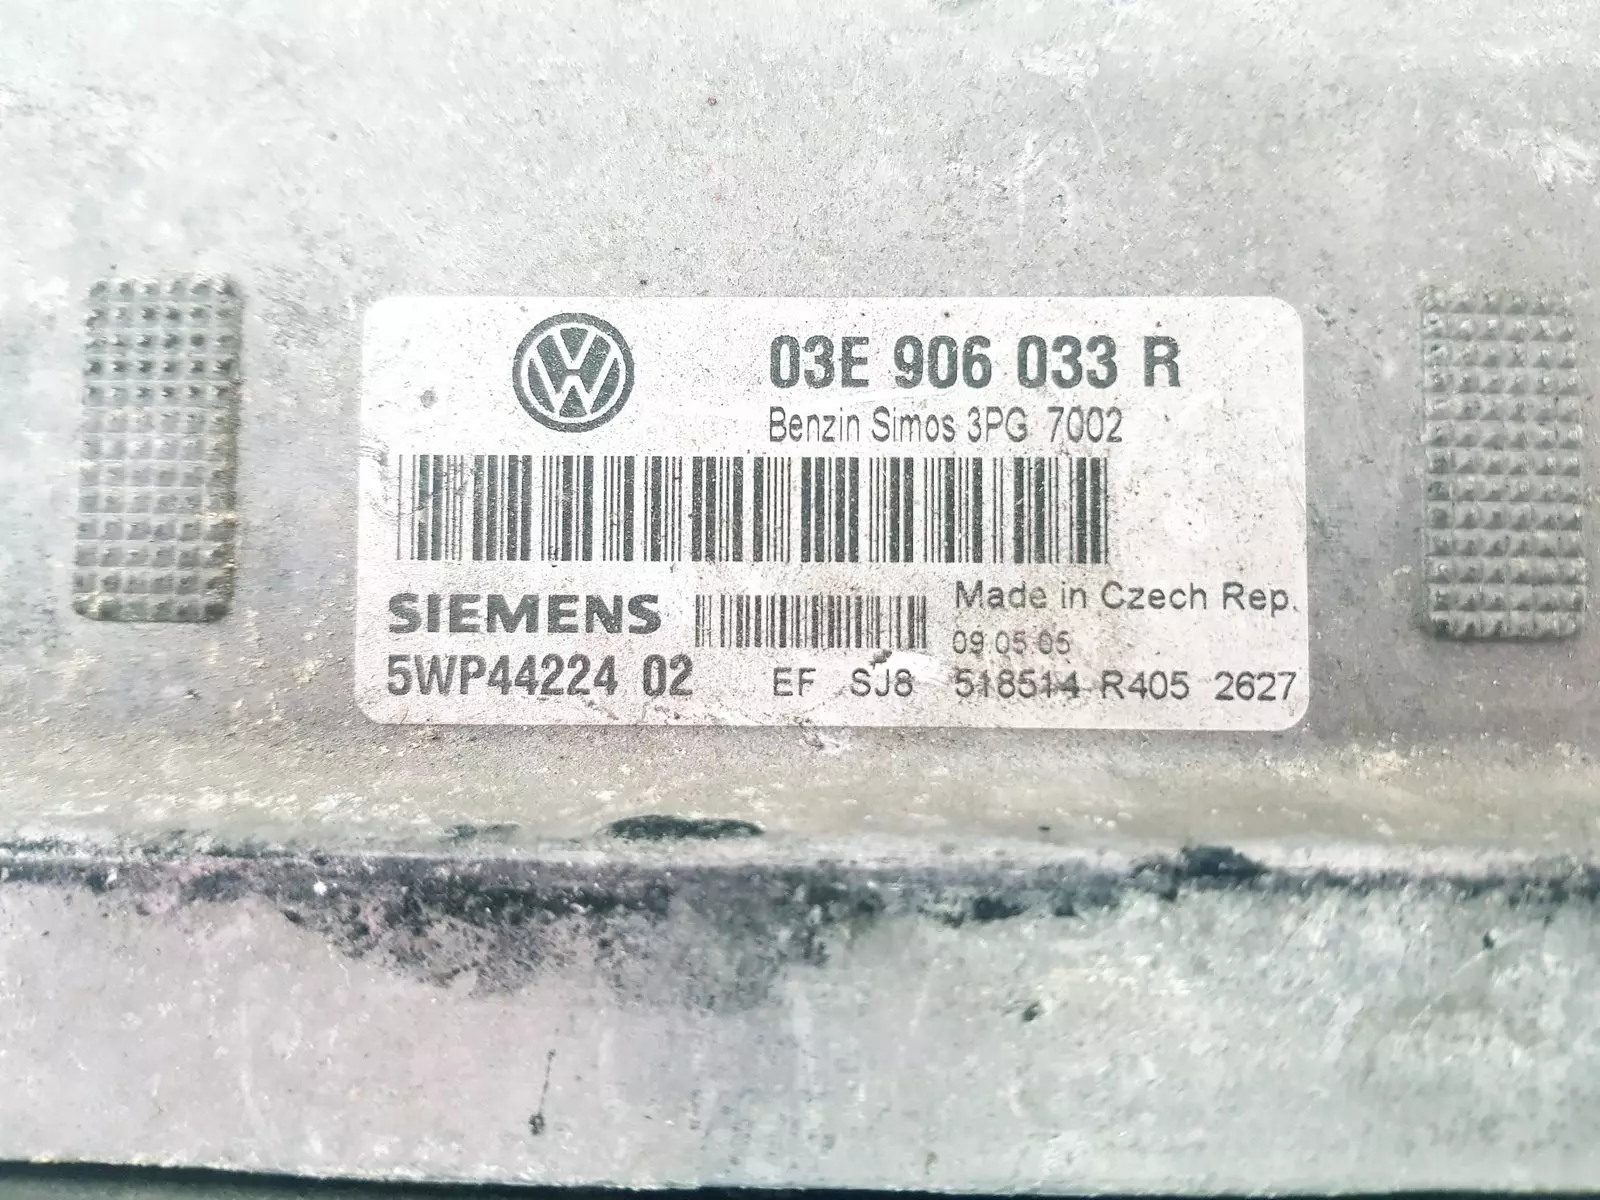 03E 906 033 R
Benzin Simos 3PG 7002
SIEMENS
Made in Czech Rep.
09.05.05
5WP44224 02
EF SJ8 518514 R405 2627